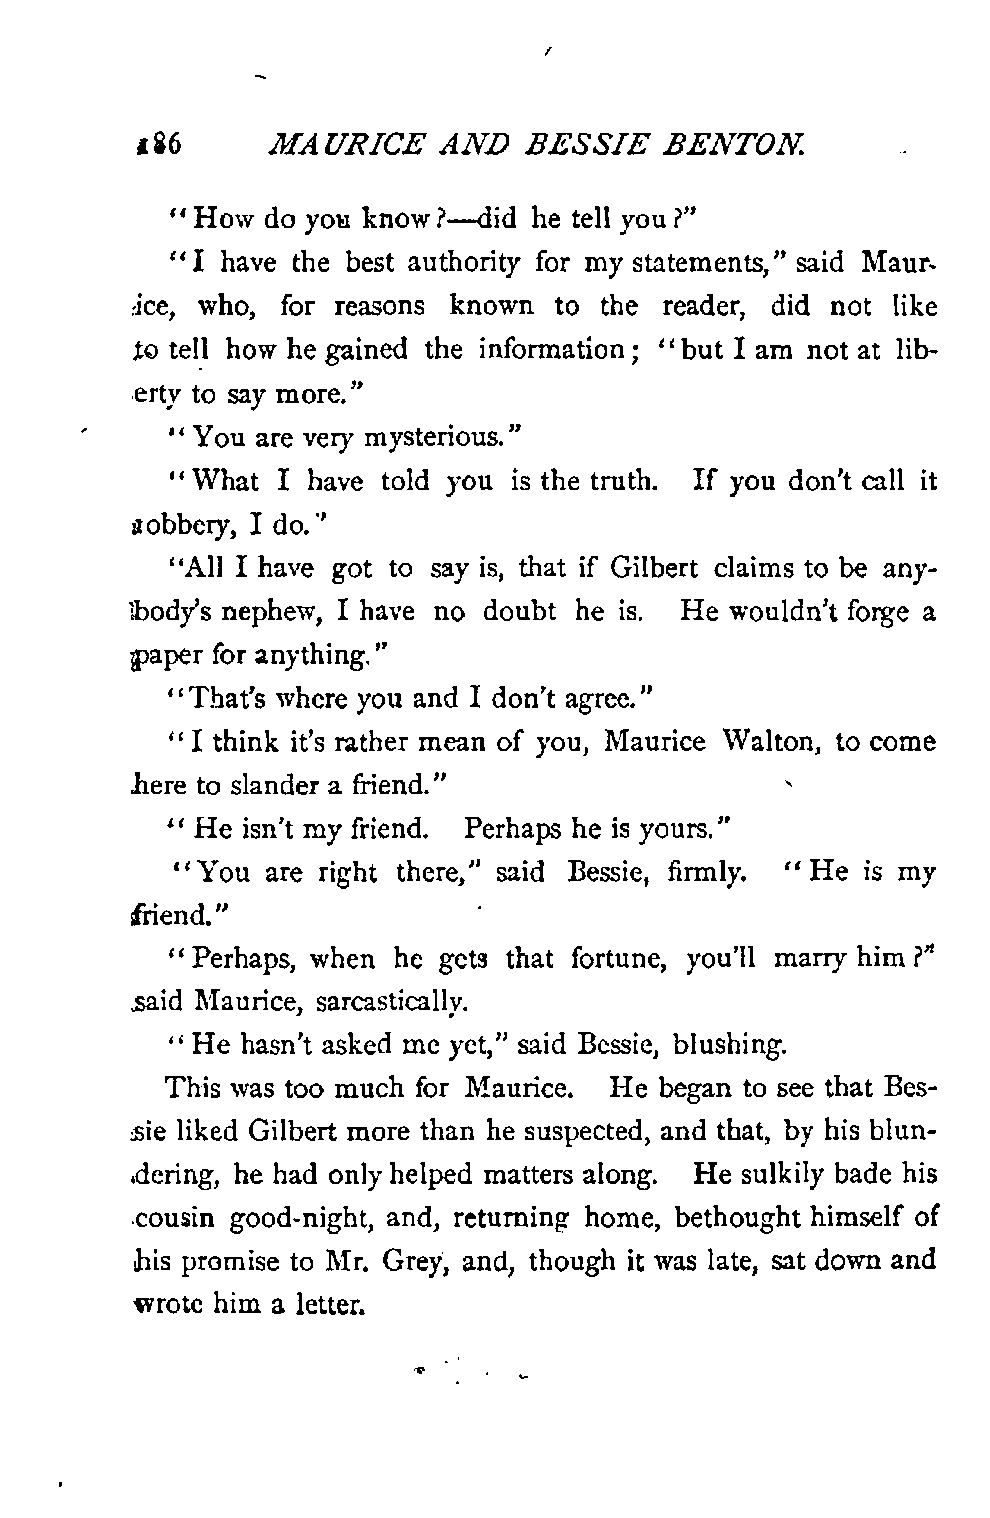 186 MAURICE AND BESSIE BENTON.
"How do you know?—did he tell you?"
"I have the best authority for my statements," said Maur-
ice, who, for reasons known to the reader, did not like
to tell how he gained the information; "but I am not at lib-
erty to say more."
"You are very mysterious."
"What I have told you is the truth. If you don't call it
robbery, I do."
"All I have got to say is, that if Gilbert claims to be any-
body's nephew, I have no doubt he is. He wouldn't forge a
paper for anything."
"That's where you and I don't agree."
"I think it's rather mean of you, Maurice Walton, to come
here to slander a friend."
"He isn't my friend. Perhaps he is yours."
"You are right there," said Bessie, firmly. "He is my
friend."
"Perhaps, when he gets that fortune, you'll marry him?"
said Maurice, sarcastically.
"He hasn't asked me yet," said Bessie, blushing.
This was too much for Maurice. He began to see that Bes-
sie liked Gilbert more than he suspected, and that, by his blun-
dering, he had only helped matters along. He sulkily bade his
cousin good-night, and, returning home, bethought himself of
his promise to Mr. Grey, and, though it was late, sat down and
wrote him a letter.